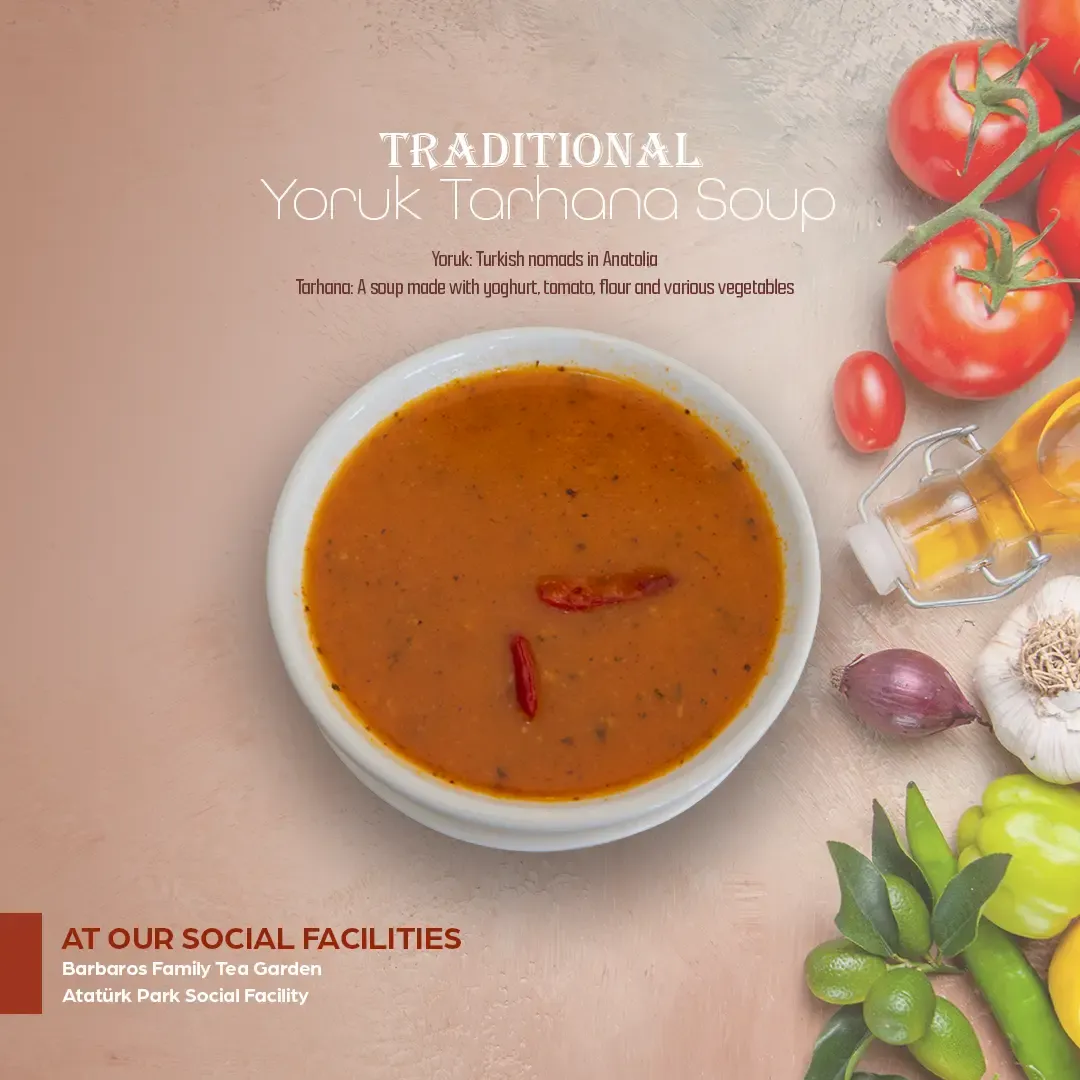 TRADITIONAL
Yoruk Tarhana Soup
Yoruk: Turkish nomads in Anatolia
Tarhana: A soup made with yoghurt, tomato, flour and various vegetables
AT OUR SOCIAL FACILITIES
Barbaros Family Tea Garden
Atatürk Park Social Facility